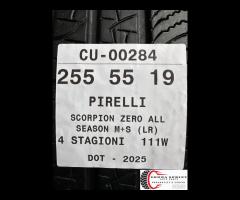 CU-00284
255 55 19
PIRELLI
SCORPION ZERO ALL
SEASON M+S (LR)
4 STAGIONI 111W
DOT - 2025